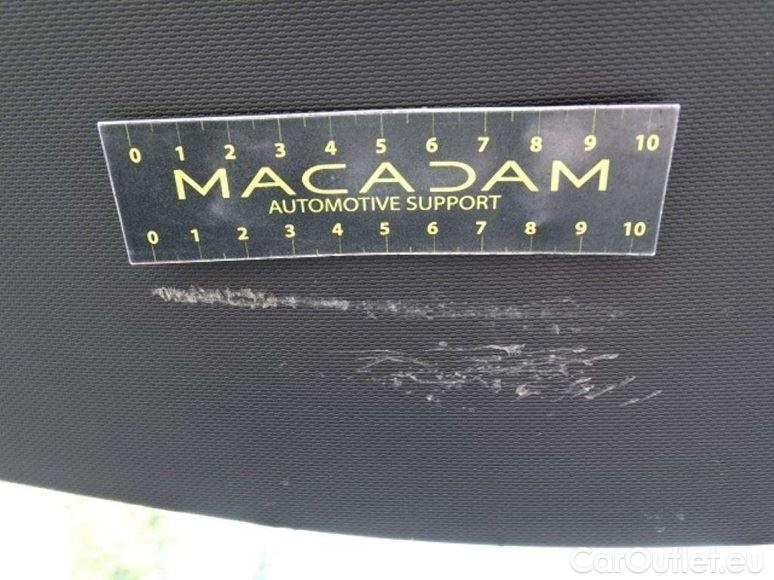 0 1 2 3 4 5 6 7 8 9 10
MACADAM
AUTOMOTIVE SUPPORT
0 1 2 3 4 5 6 7 8 9 10
CarOutlet.eu